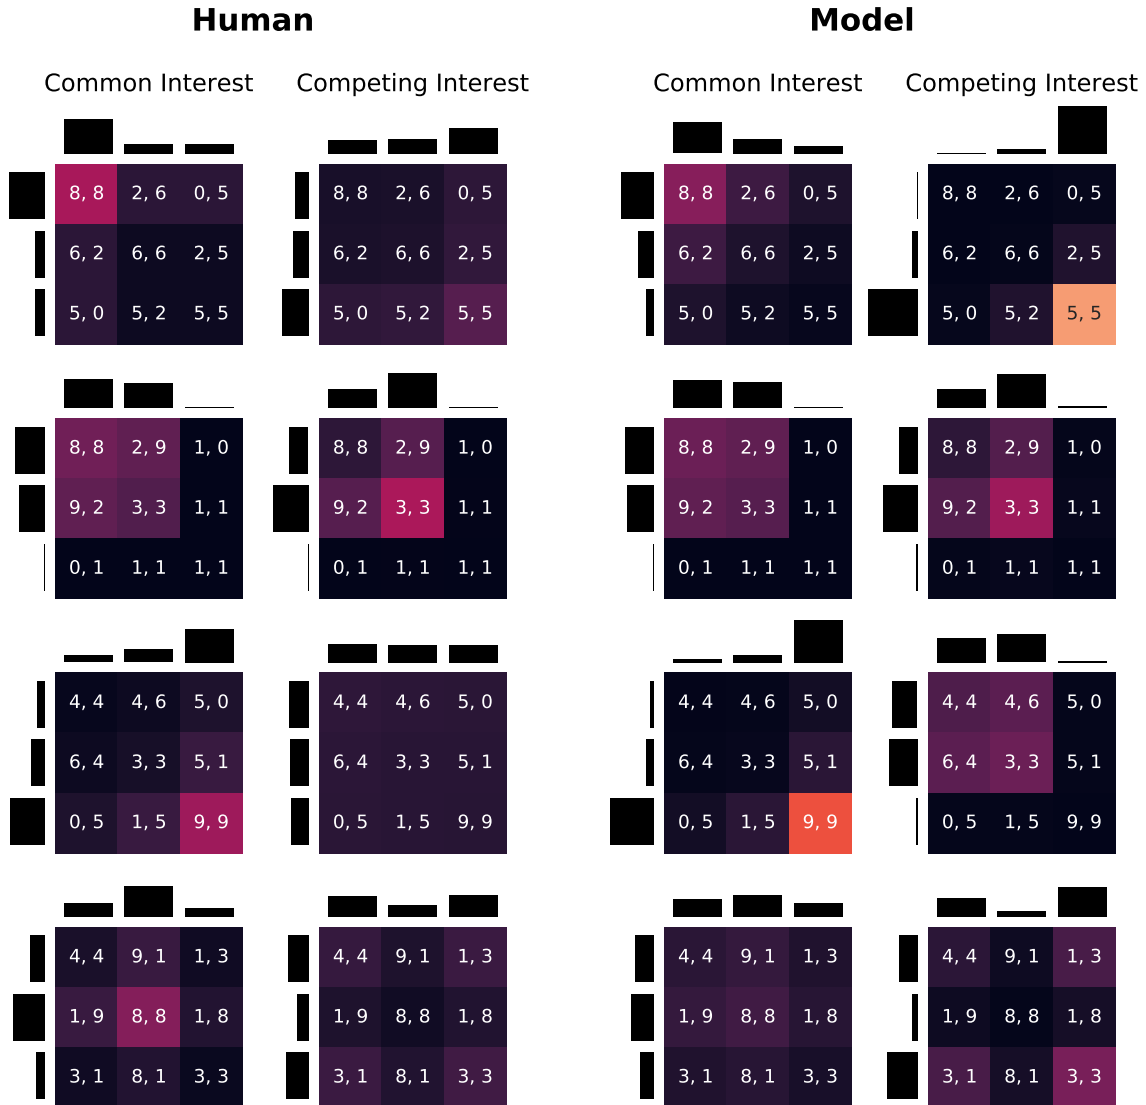 Human Model
Common Interest Competing Interest Common Interest Competing Interest
8, 8 2, 6 0, 5 8, 8 2, 6 0, 5 8, 8 2, 6 0, 5 8, 8 2, 6 0, 5
6, 2 6, 6 2, 5 6, 2 6, 6 2, 5 6, 2 6, 6 2, 5 6, 2 6, 6 2, 5
5, 0 5, 2 5, 5 5, 0 5, 2 5, 5 5, 0 5, 2 5, 5 5, 0 5, 2 5, 5
8, 8 2, 9 1, 0 8, 8 2, 9 1, 0 8, 8 2, 9 1, 0 8, 8 2, 9 1, 0
9, 2 3, 3 1, 1 9, 2 3, 3 1, 1 9, 2 3, 3 1, 1 9, 2 3, 3 1, 1
0, 1 1, 1 1, 1 0, 1 1, 1 1, 1 0, 1 1, 1 1, 1 0, 1 1, 1 1, 1
4, 4 4, 6 5, 0 4, 4 4, 6 5, 0 4, 4 4, 6 5, 0 4, 4 4, 6 5, 0
6, 4 3, 3 5, 1 6, 4 3, 3 5, 1 6, 4 3, 3 5, 1 6, 4 3, 3 5, 1
0, 5 1, 5 9, 9 0, 5 1, 5 9, 9 0, 5 1, 5 9, 9 0, 5 1, 5 9, 9
4, 4 9, 1 1, 3 4, 4 9, 1 1, 3 4, 4 9, 1 1, 3 4, 4 9, 1 1, 3
1, 9 8, 8 1, 8 1, 9 8, 8 1, 8 1, 9 8, 8 1, 8 1, 9 8, 8 1, 8
3, 1 8, 1 3, 3 3, 1 8, 1 3, 3 3, 1 8, 1 3, 3 3, 1 8, 1 3, 3